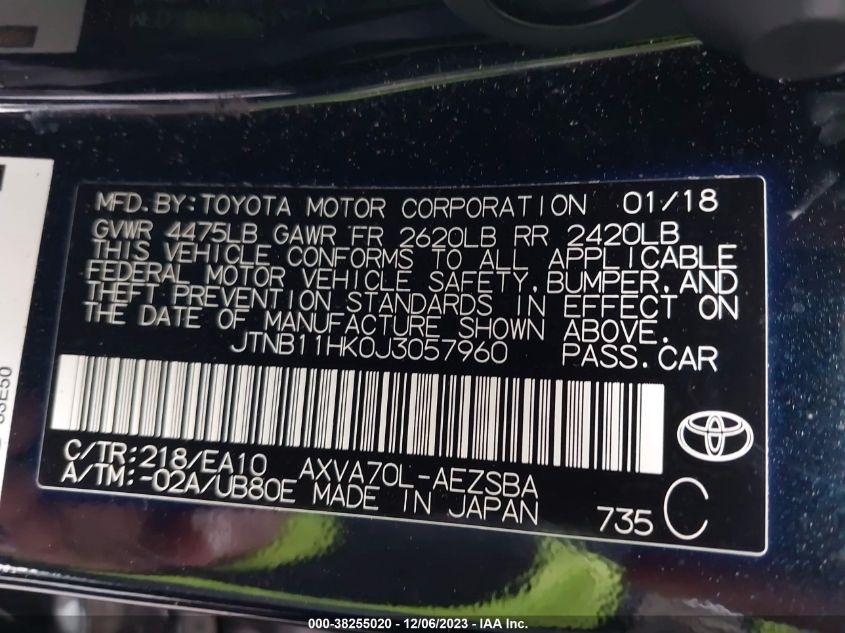 MFD.BY:TOYOTA MOTOR CORPORATION 01/18
GVWR 4475LB GAWR FR 2620LB RR 2420LB
THIS VEHICLE CONFORMS TO ALL APPLICABLE
FEDERAL MOTOR VEHICLE SAFETY,BUMPER,AND
THEFT PREVENTION STANDARDS IN EFFECT ON
THE DATE OF MANUFACTURE SHOWN ABOVE.
JTNB11HK0J3057960 PASS.CAR
C/TR:218/EA10 AXVA70L-AEZSBA
A/TM:-02A/UB80E MADE IN JAPAN 735 C
000-38255020 - 12/06/2023 - IAA Inc.